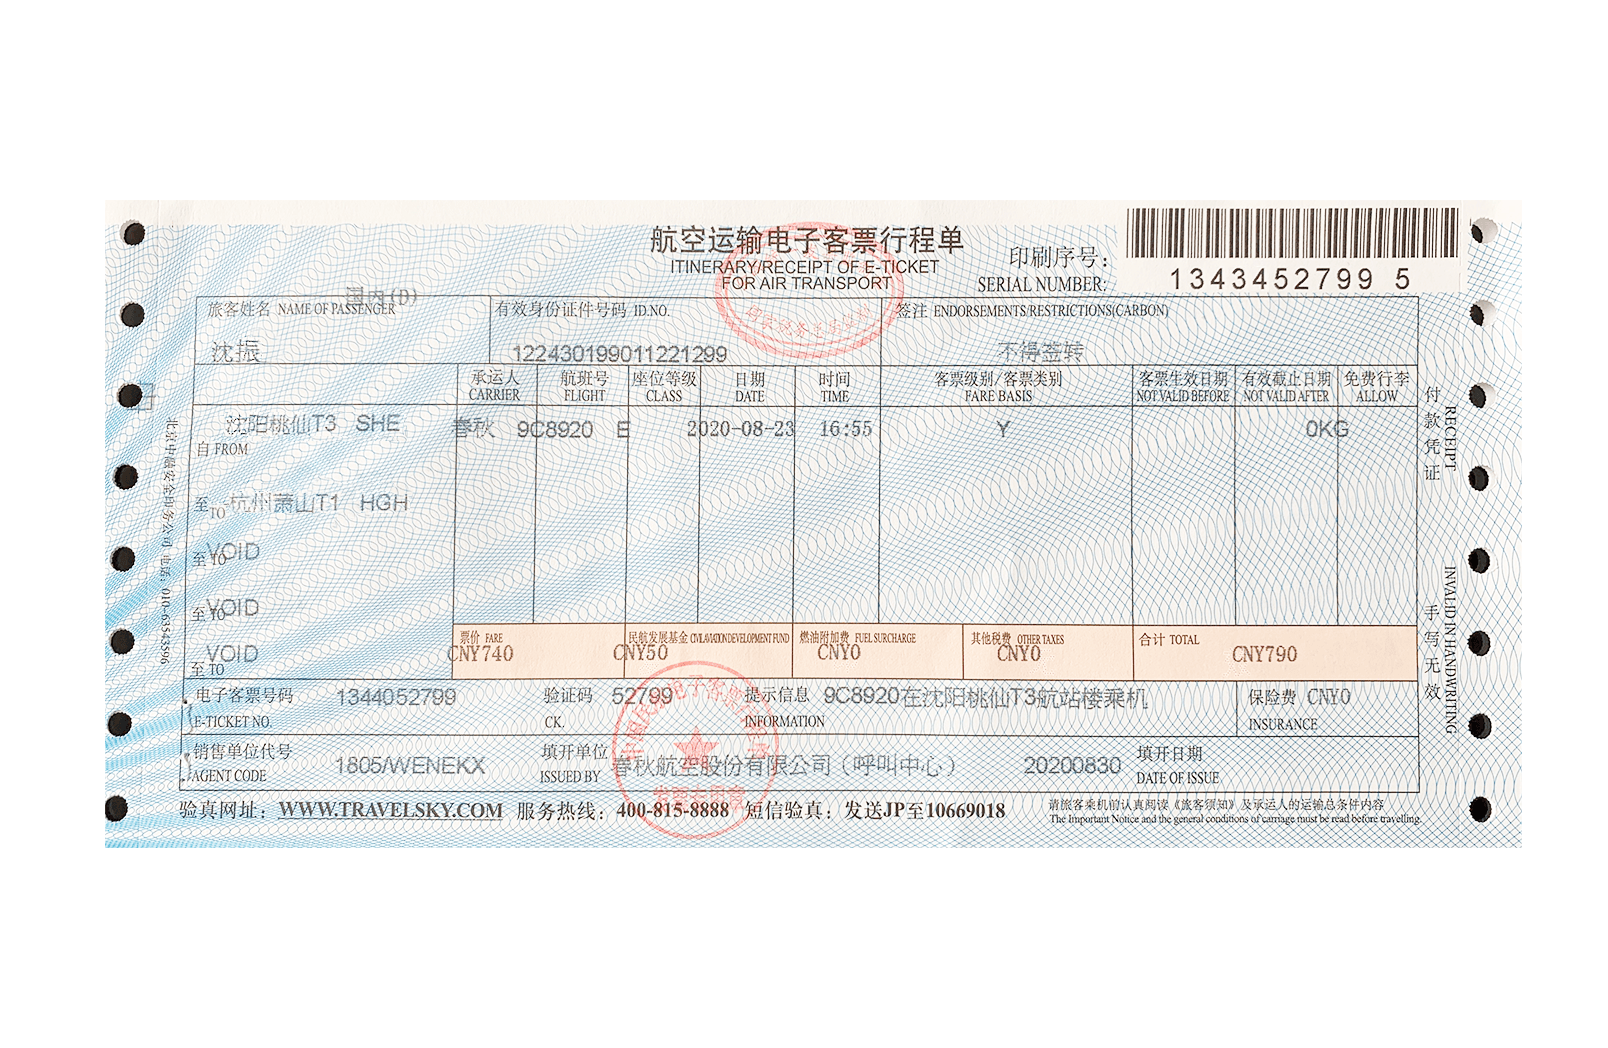 航空运输电子客票行程单
ITINERARY/RECEIPT OF E-TICKET
FOR AIR TRANSPORT
印刷序号：
SERIAL NUMBER:
1343452799 5
国内(D)
旅客姓名 NAME OF PASSENGER
有效身份证件号码 ID.NO.
签注 ENDORSEMENTS/RESTRICTIONS(CARBON)
沈振
122430199011221299
不得签转
承运人 航班号 座位等级 日期 时间 客票级别/客票类别 客票生效日期 有效截止日期 免费行李
CARRIER FLIGHT CLASS DATE TIME FARE BASIS NOT VALID BEFORE NOT VALID AFTER ALLOW
沈阳桃仙T3 SHE 春秋 9C8920 E 2020-08-23 16:55 Y 0KG
自 FROM
至TO 杭州萧山T1 HGH
至TO VOID
至TO VOID
至TO VOID
票价 FARE 民航发展基金 CIVIL AVIATION DEVELOPMENT FUND 燃油附加费 FUEL SURCHARGE 其他税费 OTHER TAXES 合计 TOTAL
CNY740 CNY50 CNY0 CNY0 CNY790
电子客票号码 1344052799 验证码 52799 提示信息 9C8920在沈阳桃仙T3航站楼乘机 保险费 CNY0
E-TICKET NO. CK. INFORMATION INSURANCE
销售单位代号 1805/WENEKX 填开单位 春秋航空股份有限公司（呼叫中心） 20200830 填开日期
AGENT CODE ISSUED BY DATE OF ISSUE
验真网址：WWW.TRAVELSKY.COM 服务热线：400-815-8888 短信验真：发送JP至10669018
请旅客乘机前认真阅读《旅客须知》及承运人的运输总条件内容
The Important Notice and the general conditions of carriage must be read before travelling.
付款凭证 RECEIPT
手写无效 INVALID IN HANDWRITING
北京中融安全印务公司 电话：010-63543596